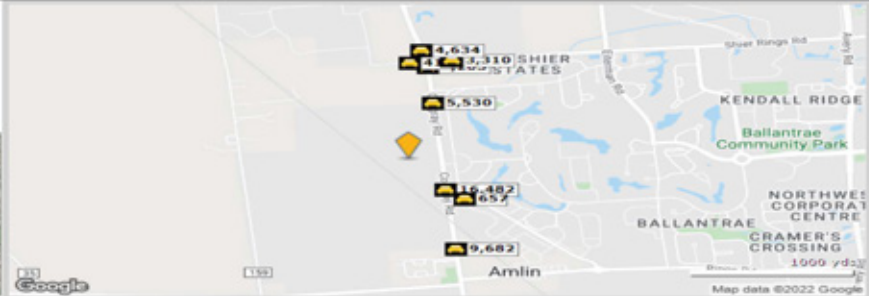 4,634
3,310
SHIER
ESTATES
Shier Rings Rd
Avery Rd
5,530
KENDALL RIDGE
Ballantrae
Community Park
16,482
657
NORTHWES
CORPORAT
CENTRE
BALLANTRAE
CRAMER'S
CROSSING
9,682
1000 yds
Amlin
33
159
Google
Map data ©2022 Google